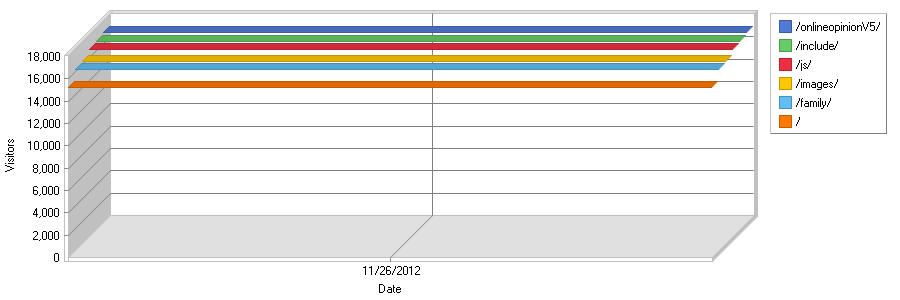 /onlineopinionV5/
/include/
/js/
/images/
/family/
/
18,000
16,000
14,000
12,000
10,000
8,000
6,000
4,000
2,000
0
Visitors
11/26/2012
Date